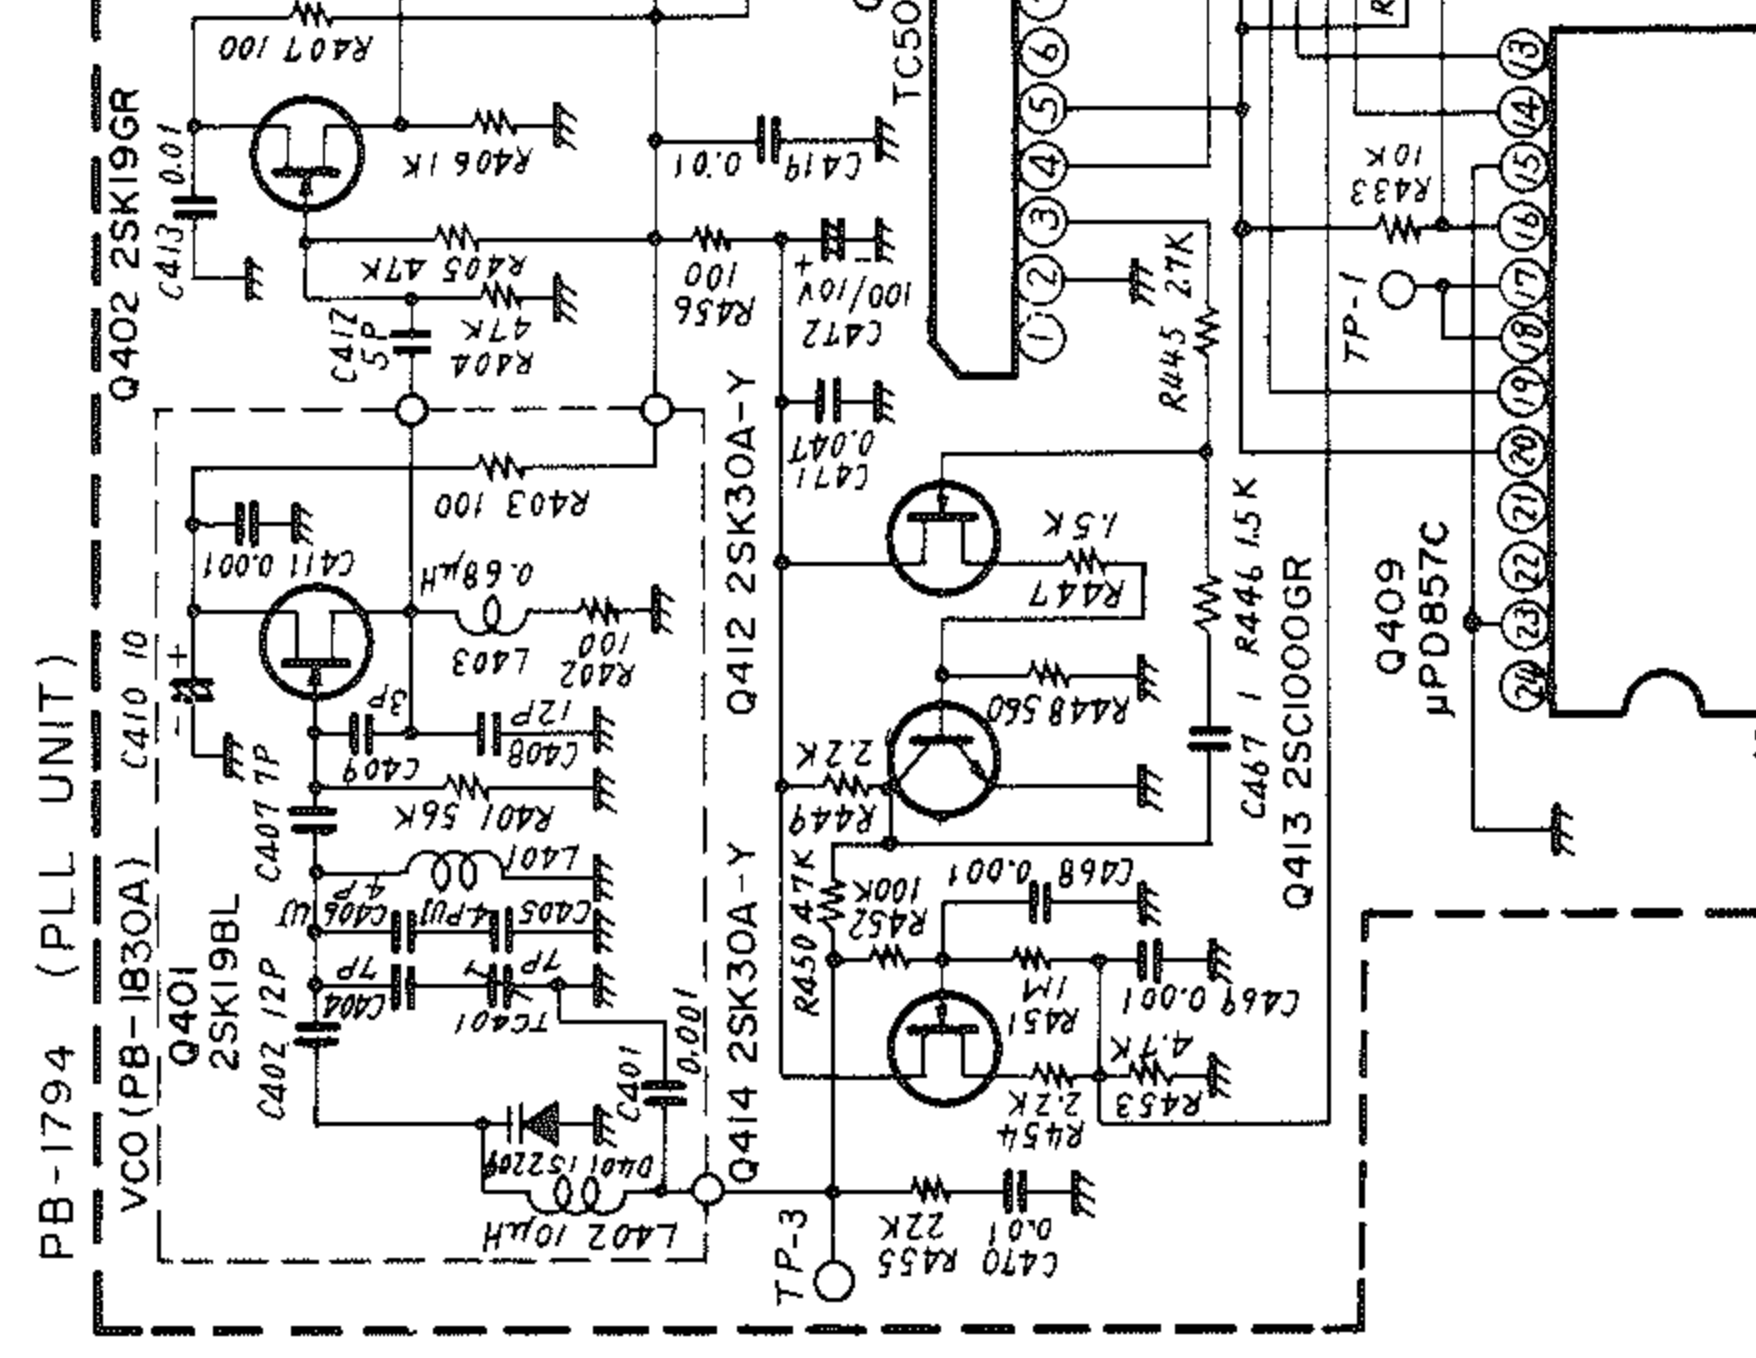 R407 100
Q402 2SK19GR
C413 0.01
R406 1K
R405 47K
R404
47K
C412
5P
C419
0.01
R456
100
C472
100/10V
+
-
C471
0.047
TC50
6
5
4
3
2
1
R445 27K
13
14
15
16
17
18
19
20
21
22
23
24
R433
10K
TP-1
Q409
μPD857C
PB-1794 (PLL UNIT)
VCO (PB-1830A)
Q401
2SK19BL
C410 10
-
+
C411 0.001
R403 100
L403
0.68μH
R402
100
C409
3P
C408
12P
C407 7P
R401 56K
L401
C406 UJ
4P
C405
4PUJ
C404
7P
TC401
7P
C402 12P
C401
0.001
D401 1S2209
L402 10μH
Q412 2SK30A-Y
R447
1.5K
R448 560
R449
2.2K
R446 1.5K
C467 1
Q413 2SC1000GR
Q414 2SK30A-Y
R450 47K
R452
100K
C468
0.001
R451
1M
C469 0.001
R453
4.7K
R454
2.2K
R455
22K
C470
0.01
TP-3